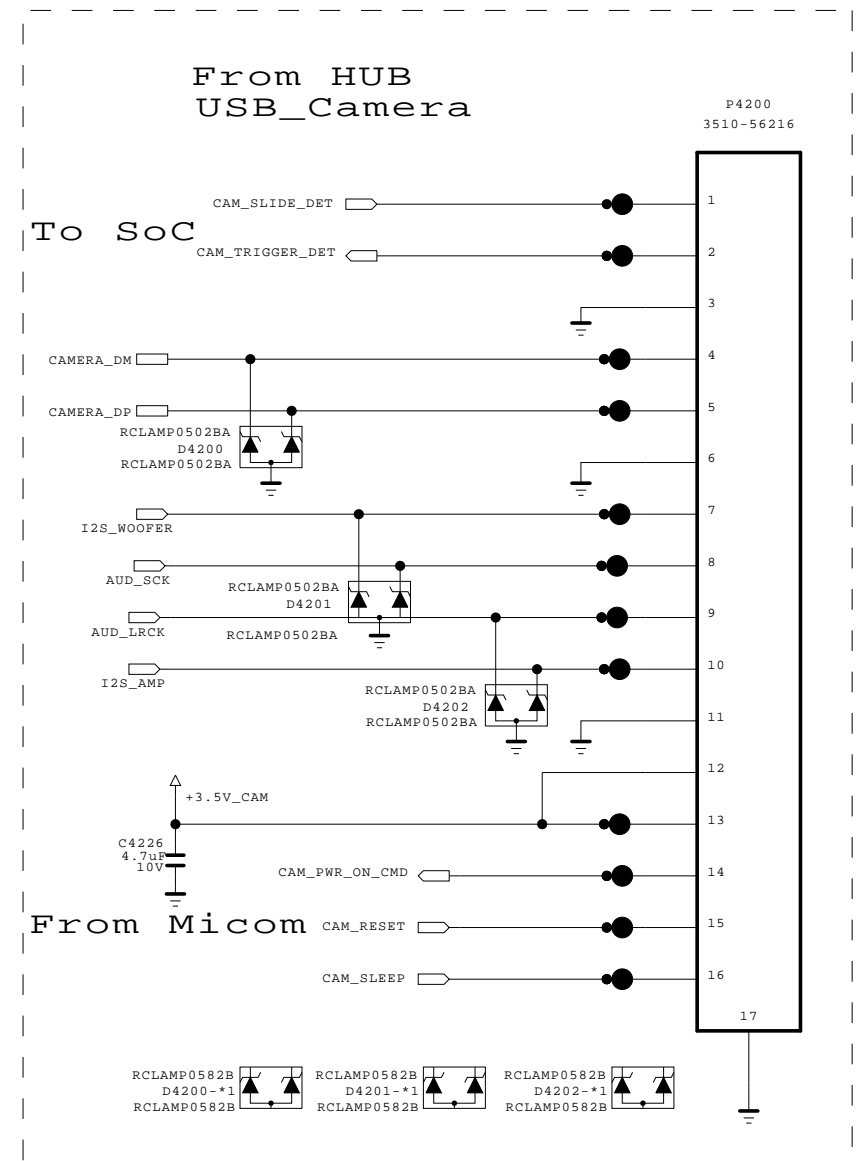 From HUB
USB_Camera
P4200
3510-56216
CAM_SLIDE_DET
1
To SoC
CAM_TRIGGER_DET
2
3
CAMERA_DM
4
CAMERA_DP
5
RCLAMP0502BA
D4200
RCLAMP0502BA
6
I2S_WOOFER
7
AUD_SCK
8
RCLAMP0502BA
D4201
RCLAMP0502BA
AUD_LRCK
9
I2S_AMP
10
RCLAMP0502BA
D4202
RCLAMP0502BA
11
12
+3.5V_CAM
13
C4226
4.7uF
10V
CAM_PWR_ON_CMD
14
From Micom
CAM_RESET
15
CAM_SLEEP
16
17
RCLAMP0582B
D4200-*1
RCLAMP0582B
RCLAMP0582B
D4201-*1
RCLAMP0582B
RCLAMP0582B
D4202-*1
RCLAMP0582B